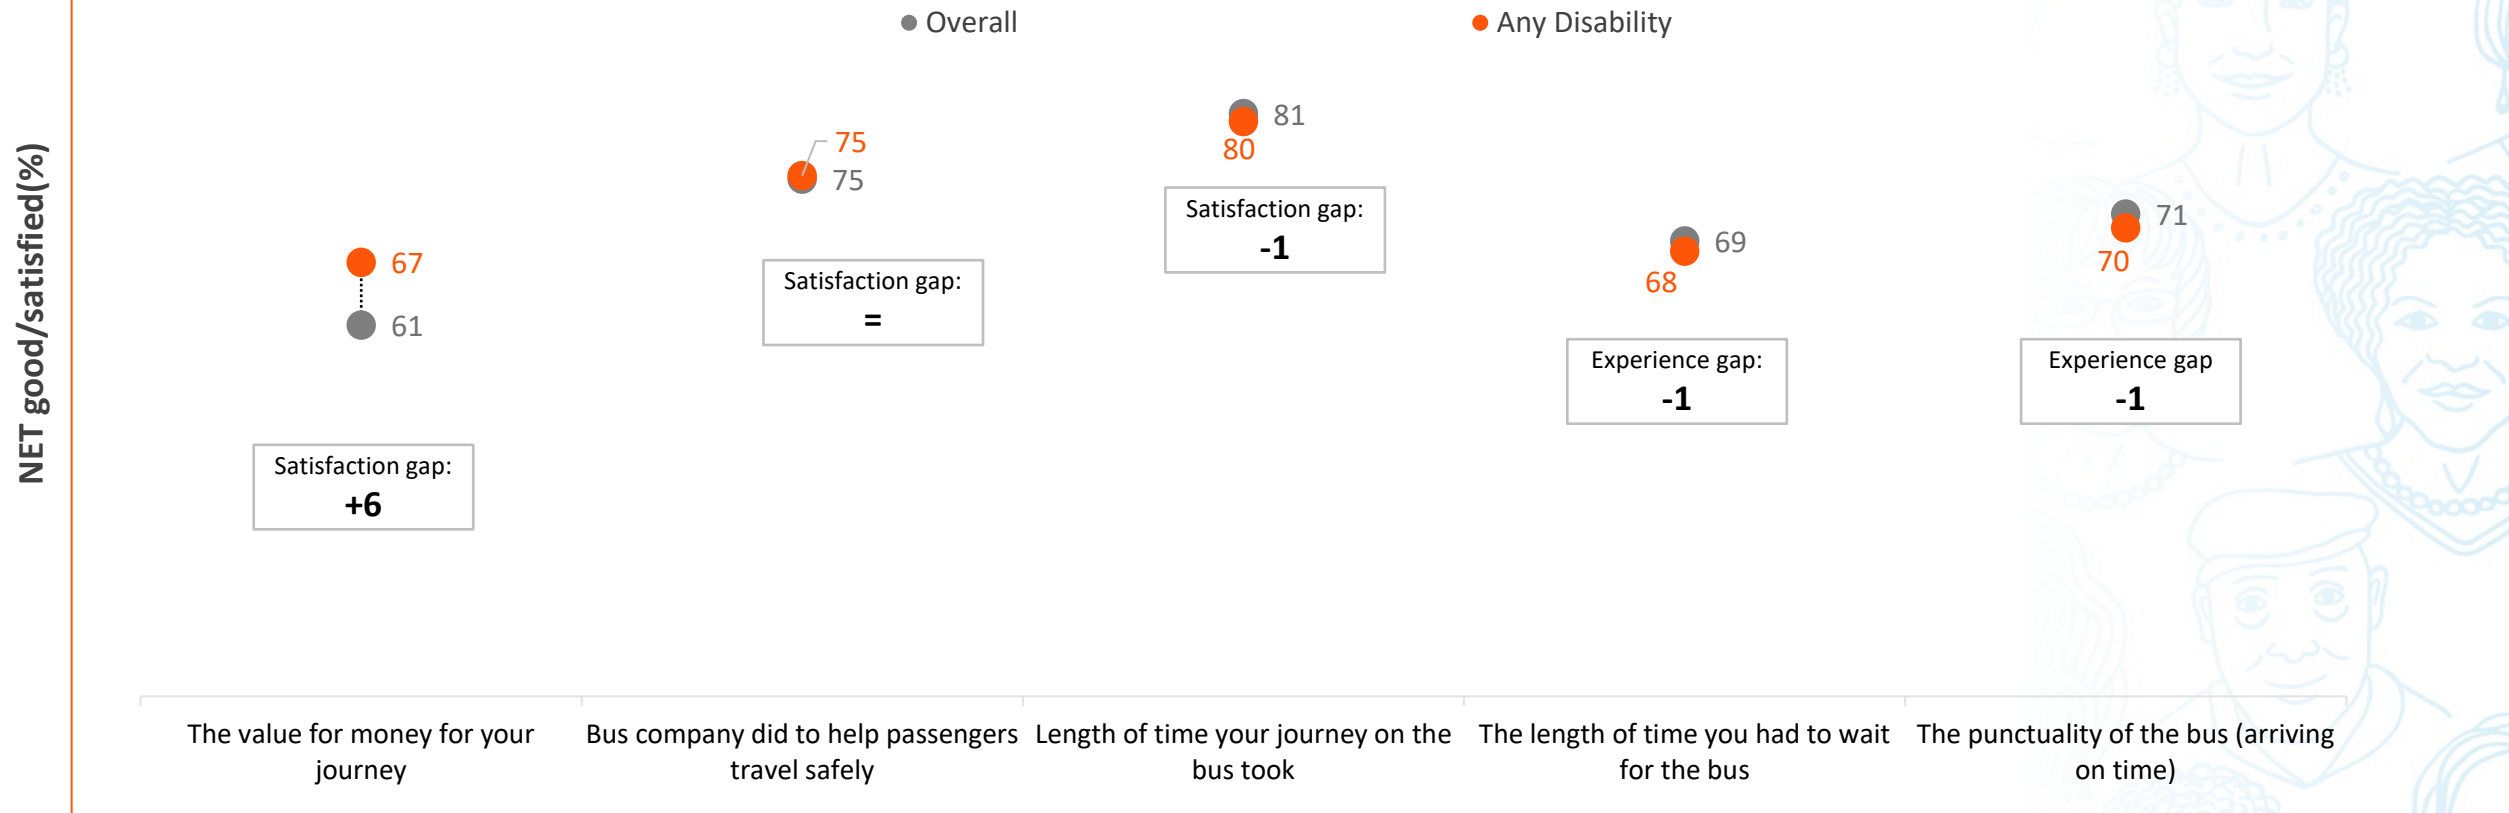 Overall
Any Disability
NET good/satisfied(%)
67
61
Satisfaction gap:
+6
75
75
Satisfaction gap:
=
81
80
Satisfaction gap:
-1
69
68
Experience gap:
-1
71
70
Experience gap
-1
The value for money for your
journey
Bus company did to help passengers
travel safely
Length of time your journey on the
bus took
The length of time you had to wait
for the bus
The punctuality of the bus (arriving
on time)